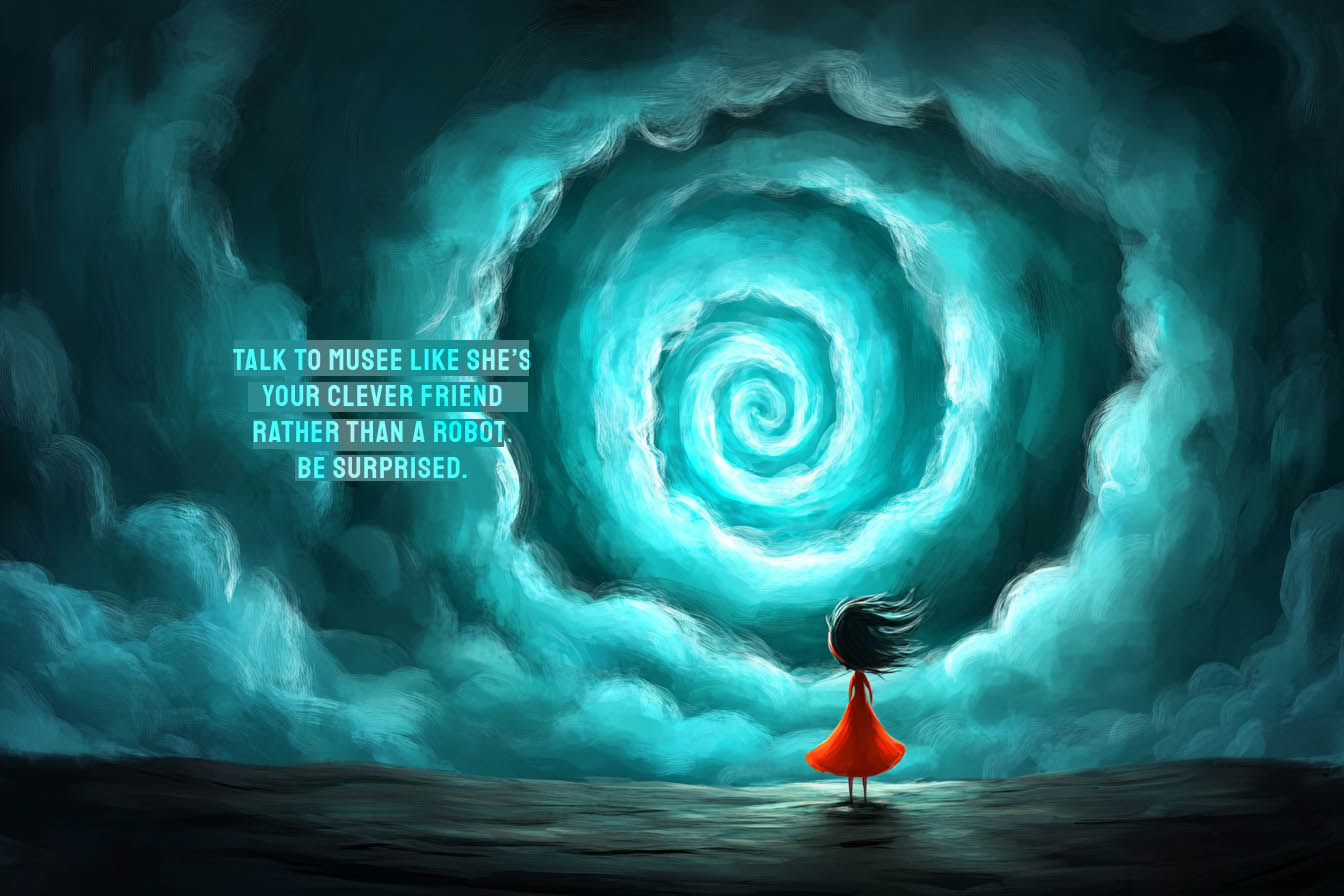 TALK TO MUSEE LIKE SHE'S
YOUR CLEVER FRIEND
RATHER THAN A ROBOT.
BE SURPRISED.